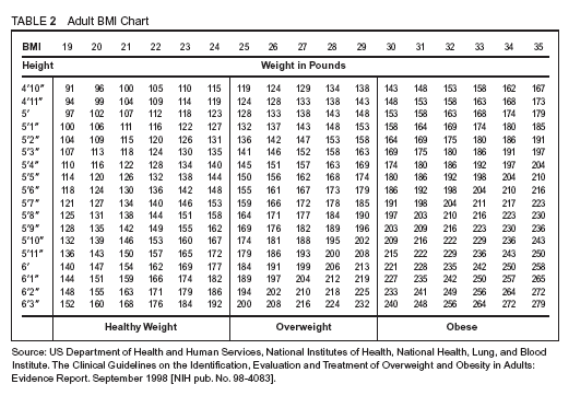 TABLE 2 Adult BMI Chart
BMI 19 20 21 22 23 24 25 26 27 28 29 30 31 32 33 34 35
Height Weight in Pounds
4'10" 91 96 100 105 110 115 119 124 129 134 138 143 148 153 158 162 167
4'11" 94 99 104 109 114 119 124 128 133 138 143 148 153 158 163 168 173
5' 97 102 107 112 118 123 128 133 138 143 148 153 158 163 168 174 179
5'1" 100 106 111 116 122 127 132 137 143 148 153 158 164 169 174 180 185
5'2" 104 109 115 120 126 131 136 142 147 153 158 164 169 175 180 186 191
5'3" 107 113 118 124 130 135 141 146 152 158 163 169 175 180 186 191 197
5'4" 110 116 122 128 134 140 145 151 157 163 169 174 180 186 192 197 204
5'5" 114 120 126 132 138 144 150 156 162 168 174 180 186 192 198 204 210
5'6" 118 124 130 136 142 148 155 161 167 173 179 186 192 198 204 210 216
5'7" 121 127 134 140 146 153 159 166 172 178 185 191 198 204 211 217 223
5'8" 125 131 138 144 151 158 164 171 177 184 190 197 203 210 216 223 230
5'9" 128 135 142 149 155 162 169 176 182 189 196 203 209 216 223 230 236
5'10" 132 139 146 153 160 167 174 181 188 195 202 209 216 222 229 236 243
5'11" 136 143 150 157 165 172 179 186 193 200 208 215 222 229 236 243 250
6' 140 147 154 162 169 177 184 191 199 206 213 221 228 235 242 250 258
6'1" 144 151 159 166 174 182 189 197 204 212 219 227 235 242 250 257 265
6'2" 148 155 163 171 179 186 194 202 210 218 225 233 241 249 256 264 272
6'3" 152 160 168 176 184 192 200 208 216 224 232 240 248 256 264 272 279
Healthy Weight Overweight Obese
Source: US Department of Health and Human Services, National Institutes of Health, National Health, Lung, and Blood
Institute. The Clinical Guidelines on the Identification, Evaluation and Treatment of Overweight and Obesity in Adults:
Evidence Report. September 1998 [NIH pub. No. 98-4083].